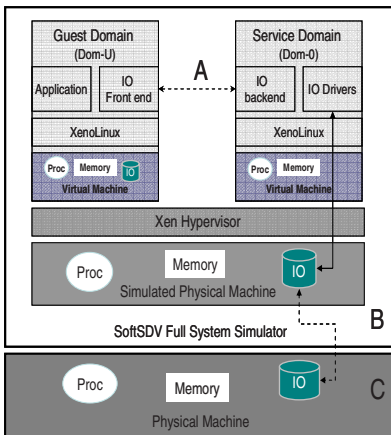 Guest Domain
(Dom-U)
Application
IO
Front end
XenoLinux
Proc
Memory
IO
Virtual Machine
A
Service Domain
(Dom-0)
IO
backend
IO Drivers
XenoLinux
Proc
Memory
Virtual Machine
Xen Hypervisor
Proc
Memory
IO
Simulated Physical Machine
B
SoftSDV Full System Simulator
Proc
Memory
IO
C
Physical Machine